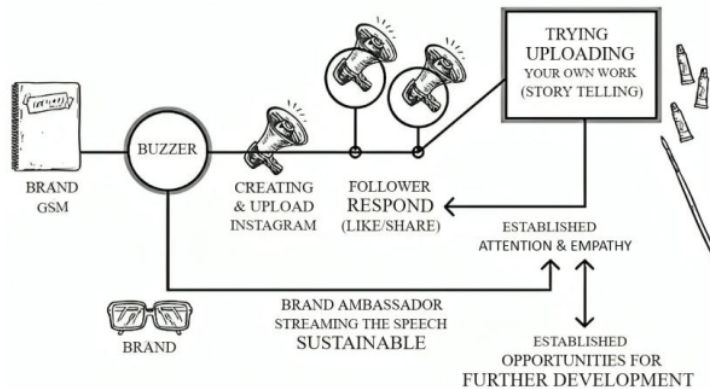 TRYING
UPLOADING
YOUR OWN WORK
(STORY TELLING)
BUZZER
BRAND
GSM
CREATING
& UPLOAD
INSTAGRAM
FOLLOWER
RESPOND
(LIKE/SHARE)
ESTABLISHED
ATTENTION & EMPATHY
BRAND
BRAND AMBASSADOR
STREAMING THE SPEECH
SUSTAINABLE
ESTABLISHED
OPPORTUNITIES FOR
FURTHER DEVELOPMENT